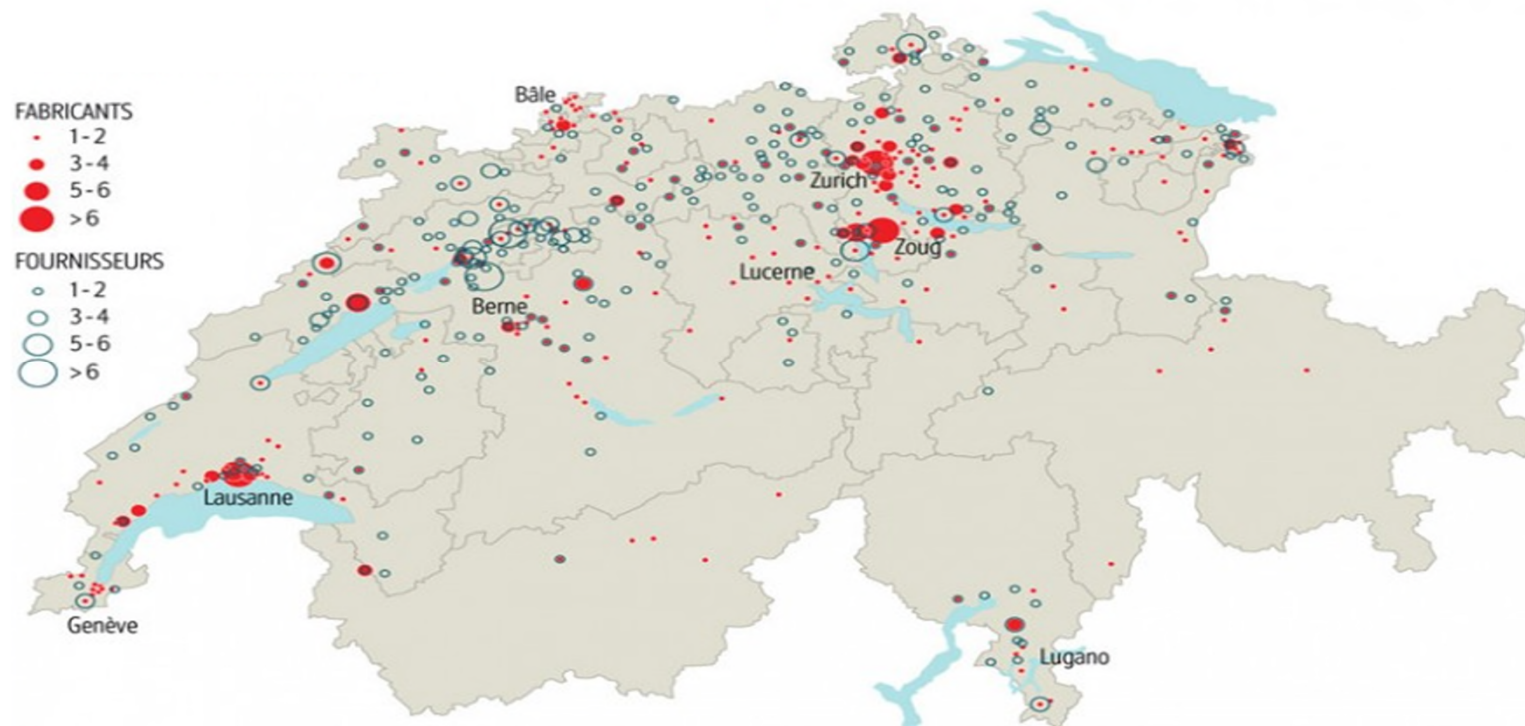 FABRICANTS
1-2
3-4
5-6
>6
FOURNISSEURS
1-2
3-4
5-6
>6
Bâle
Zurich
Zoug
Lucerne
Berne
Lausanne
Genève
Lugano